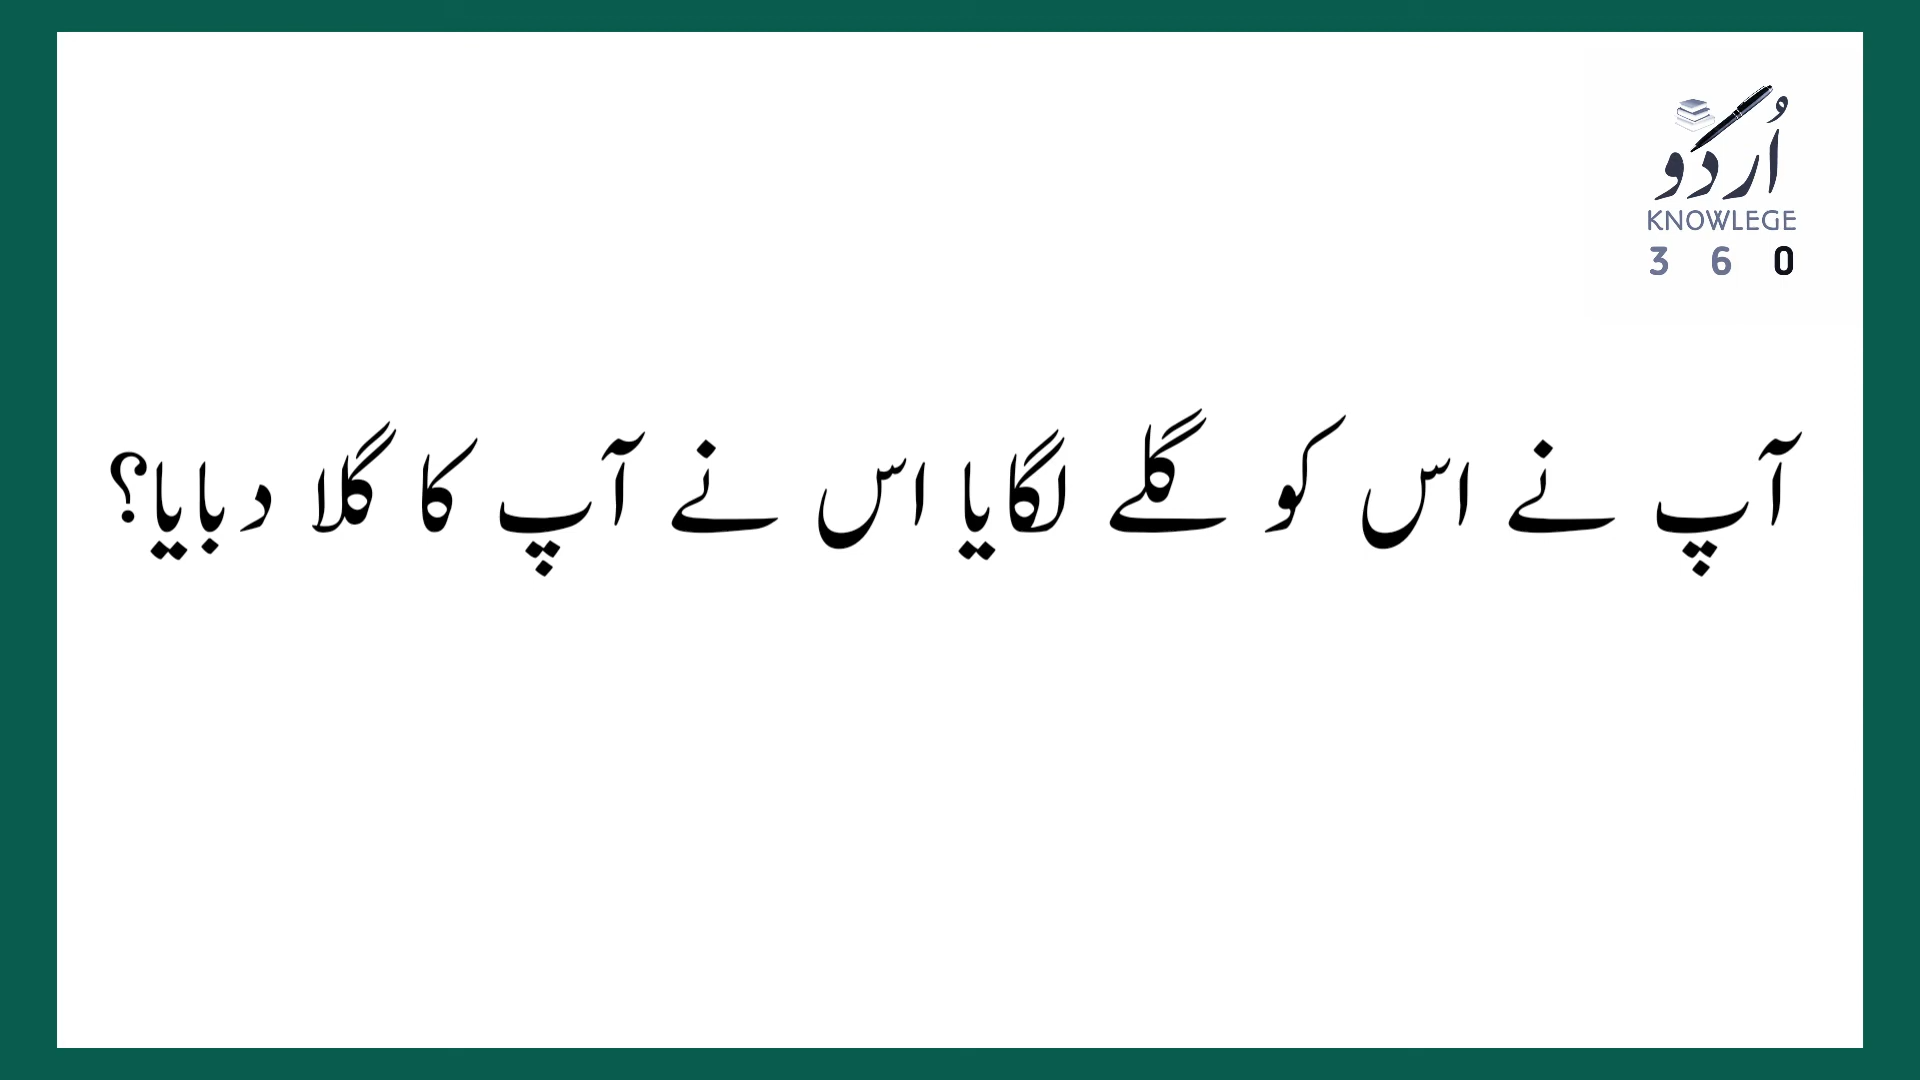 اُردو
KNOWLEGE
3 6 0
آپ نے اس کو گلے لگایا اس نے آپ کا گلا دبایا؟